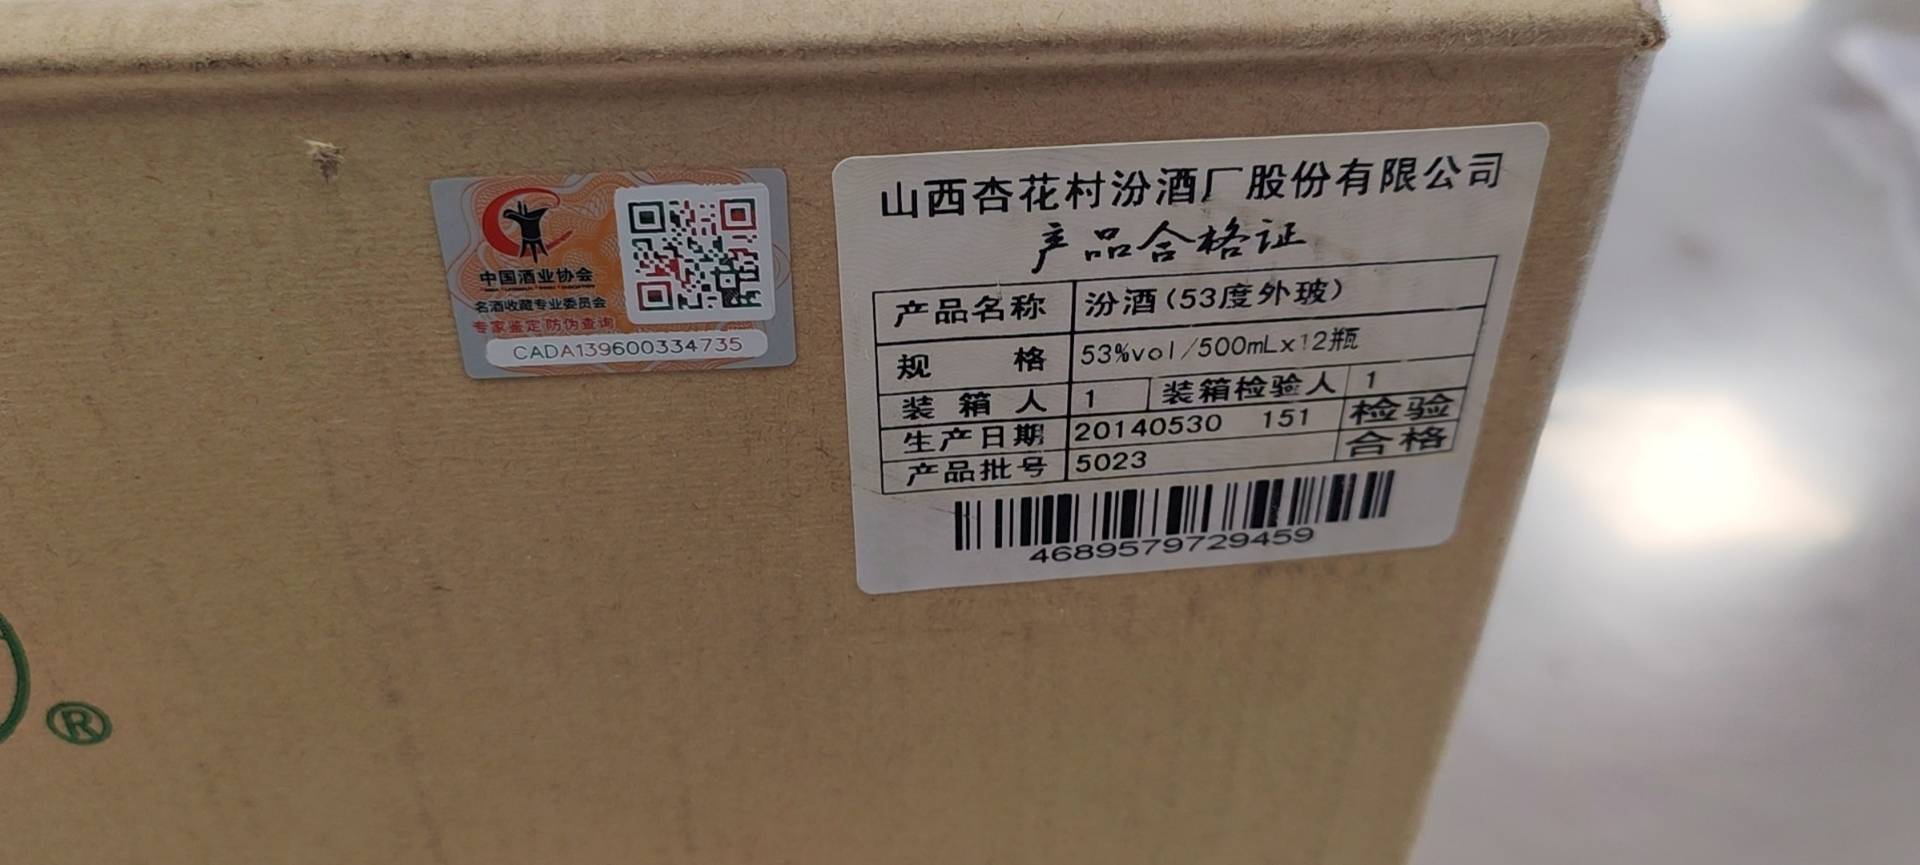 中国酒业协会
名酒收藏专业委员会
专家鉴定 防伪查询
CADA139600334735
山西杏花村汾酒厂股份有限公司
产品合格证
产品名称 汾酒(53度外玻)
规 格 53%vol/500mLx12瓶
装 箱 人 1 装箱检验人 1
生产日期 20140530 151 检验
产品批号 5023 合格
4689579729459
®